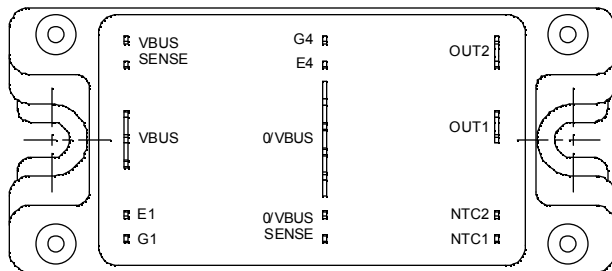 VBUS
SENSE
G4
E4
OUT2
VBUS
0/VBUS
OUT1
E1
G1
0/VBUS
SENSE
NTC2
NTC1